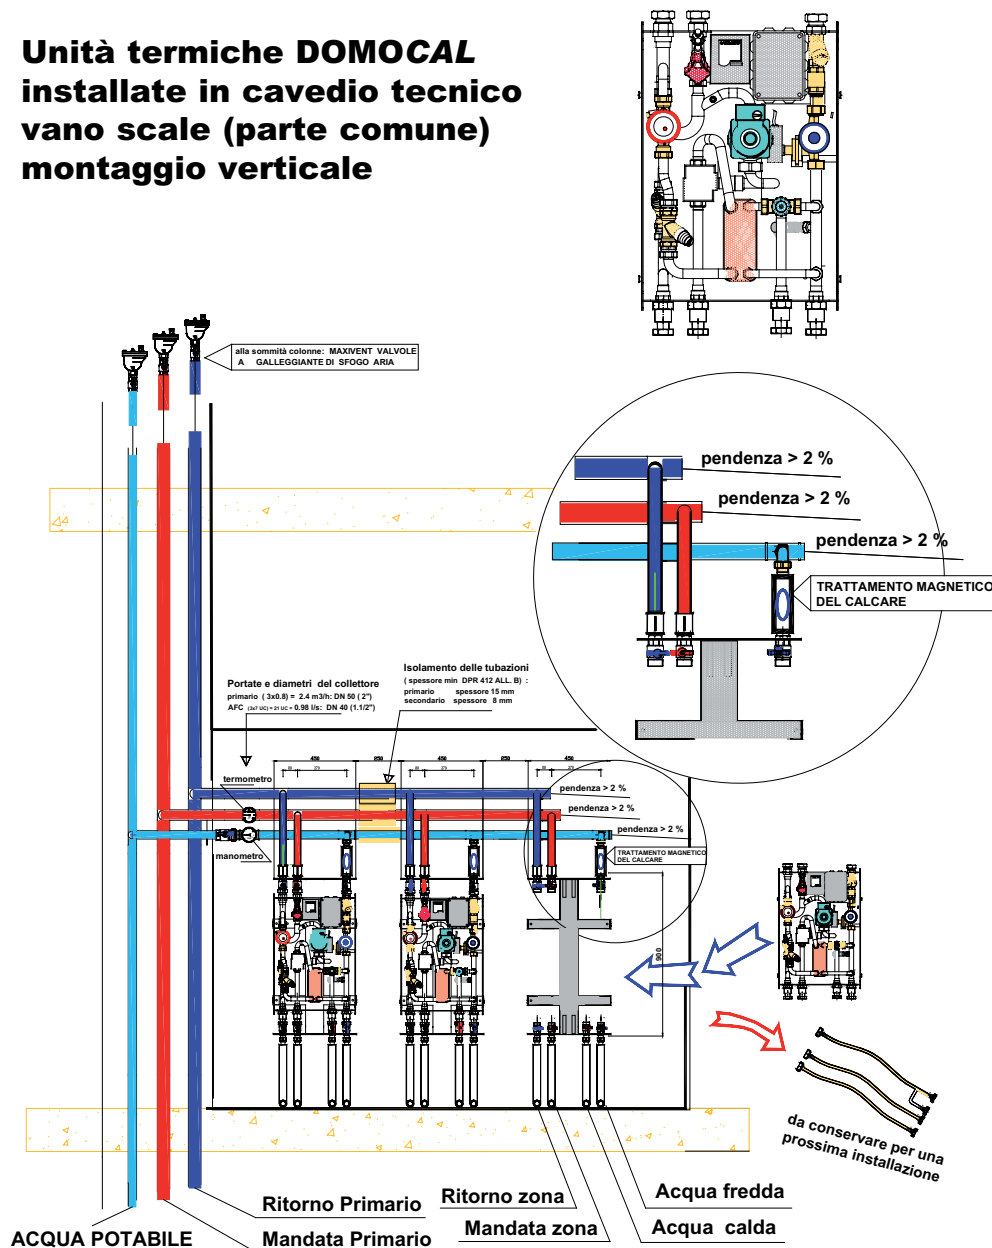 Unità termiche DOMOCAL
installate in cavedio tecnico
vano scale (parte comune)
montaggio verticale
alla sommità colonne: MAXIVENT VALVOLE
A GALLEGGIANTE DI SFOGO ARIA
pendenza > 2 %
pendenza > 2 %
pendenza > 2 %
TRATTAMENTO MAGNETICO
DEL CALCARE
Isolamento delle tubazioni
( spessore min DPR 412 ALL. B) :
primario spessore 15 mm
secondario spessore 8 mm
Portate e diametri del collettore
primario ( 3x0.8) = 2.4 m3/h: DN 50 ( 2")
AFC (3x7 UC) = 21 UC = 0.98 l/s: DN 40 (1.1/2")
450 250 450 250 450
termometro
manometro
pendenza > 2 %
pendenza > 2 %
pendenza > 2 %
TRATTAMENTO MAGNETICO
DEL CALCARE
900
da conservare per una
prossima installazione
Ritorno Primario
Mandata Primario
ACQUA POTABILE
Ritorno zona
Mandata zona
Acqua fredda
Acqua calda